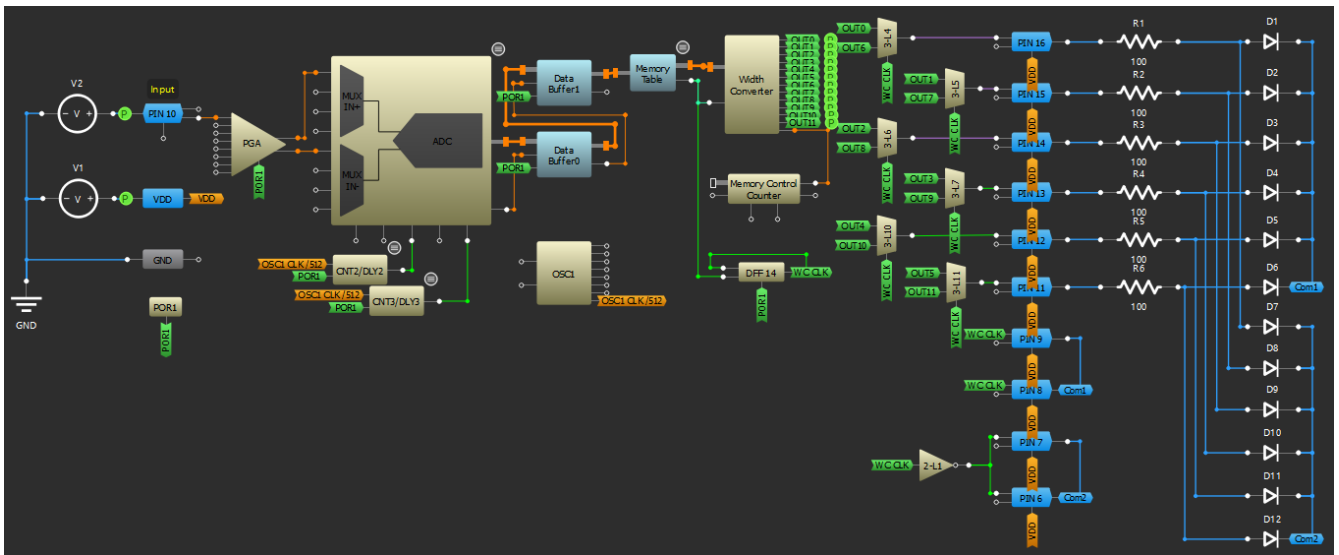 V2
− V +
P
Input
PIN 10
V1
− V +
P
VDD
VDD
GND
GND
POR1
POR1
PGA
POR1
MUX
IN+
MUX
IN-
ADC
OSC1 CLK /512
POR1
CNT2/DLY2
OSC1 CLK /512
POR1
CNT3/DLY3
Data
Buffer1
POR1
Data
Buffer0
POR1
OSC1
OSC1 CLK /512
Memory
Table
Width
Converter
OUT0
OUT1
OUT2
OUT3
OUT4
OUT5
OUT6
OUT7
OUT8
OUT9
OUT10
OUT11
P
P
P
P
P
P
P
P
P
P
P
P
Memory Control
Counter
DFF 14
WC CLK
POR1
OUT0
OUT6
3-L4
WC CLK
OUT1
OUT7
3-L5
WC CLK
OUT2
OUT8
3-L6
WC CLK
OUT3
OUT9
3-L7
WC CLK
OUT4
OUT10
3-L10
WC CLK
OUT5
OUT11
3-L11
WC CLK
PIN 16
VDD
PIN 15
VDD
PIN 14
VDD
PIN 13
VDD
PIN 12
VDD
PIN 11
VDD
WC CLK
PIN 9
VDD
WC CLK
PIN 8
Com1
VDD
PIN 7
VDD
WC CLK
2-L1
PIN 6
Com2
VDD
R1
100
R2
100
R3
100
R4
100
R5
100
R6
100
D1
D2
D3
D4
D5
D6
Com1
D7
D8
D9
D10
D11
D12
Com2